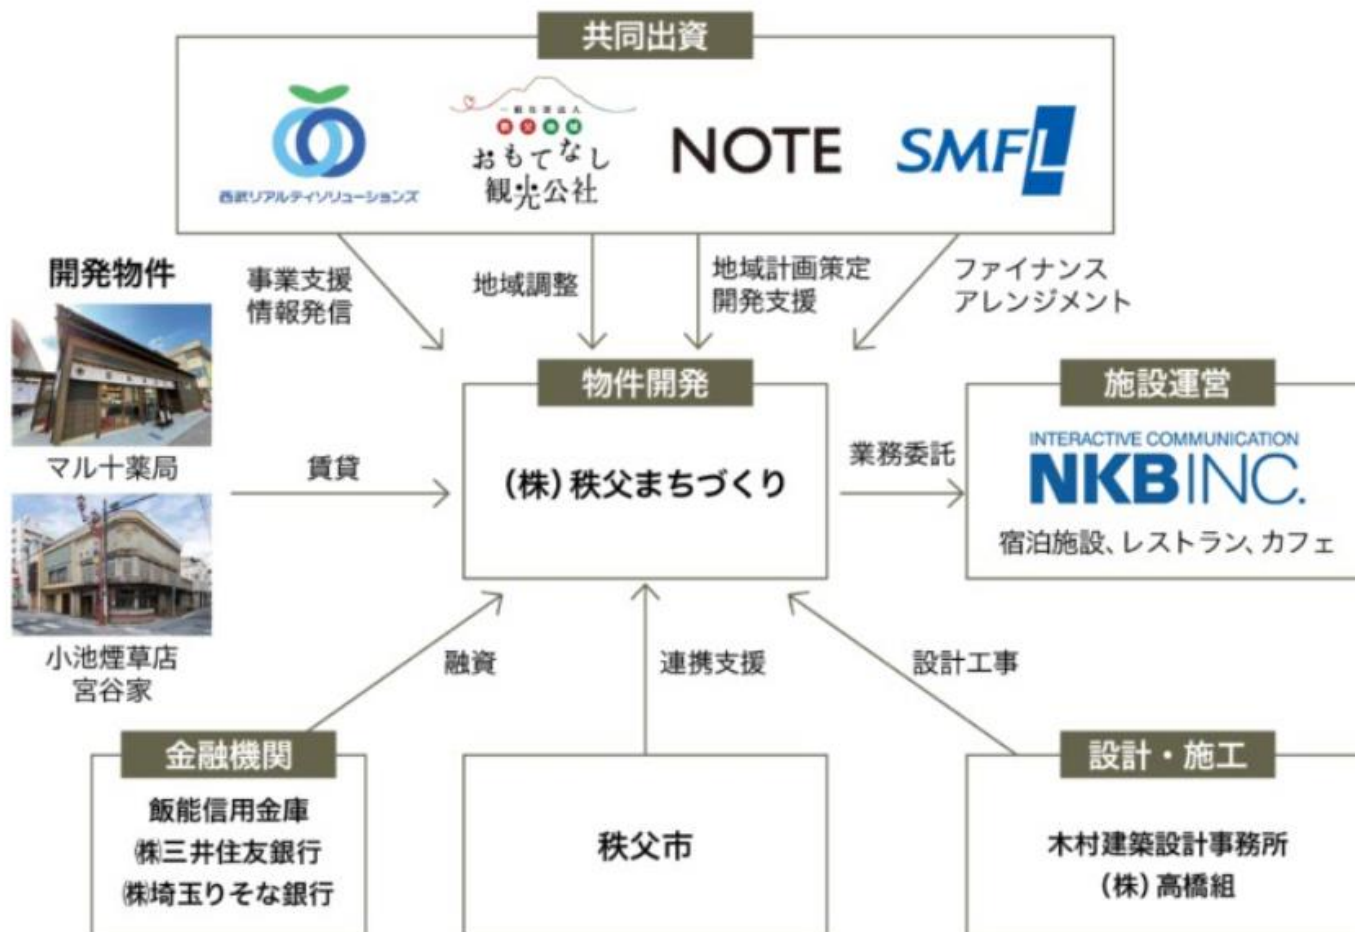 共同出資
西武リアルティソリューションズ
一般社団法人
秩父地域
おもてなし
観光公社
NOTE
SMFL
開発物件
事業支援
情報発信
地域調整
地域計画策定
開発支援
ファイナンス
アレンジメント
マル十薬局
賃貸
物件開発
(株)秩父まちづくり
業務委託
施設運営
INTERACTIVE COMMUNICATION
NKB INC.
宿泊施設、レストラン、カフェ
小池煙草店
宮谷家
融資
連携支援
設計工事
金融機関
飯能信用金庫
㈱三井住友銀行
㈱埼玉りそな銀行
秩父市
設計・施工
木村建築設計事務所
(株)高橋組